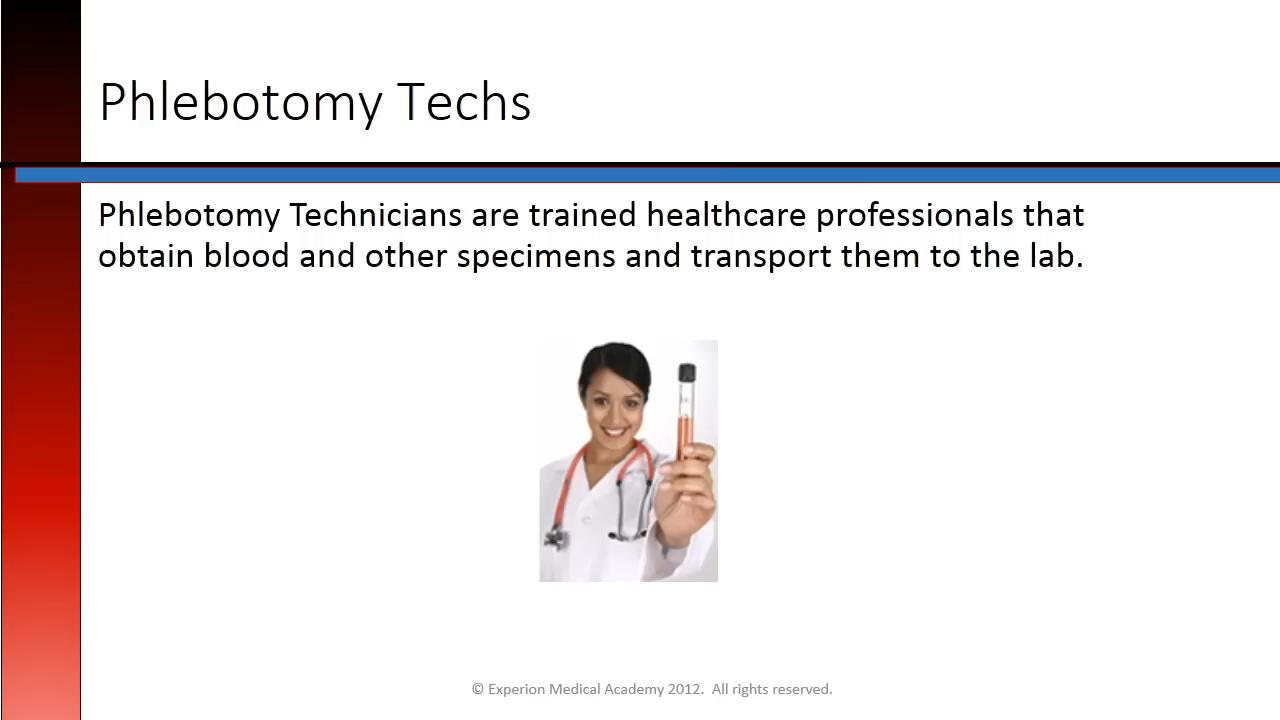 Phlebotomy Techs
Phlebotomy Technicians are trained healthcare professionals that
obtain blood and other specimens and transport them to the lab.
© Experion Medical Academy 2012.  All rights reserved.